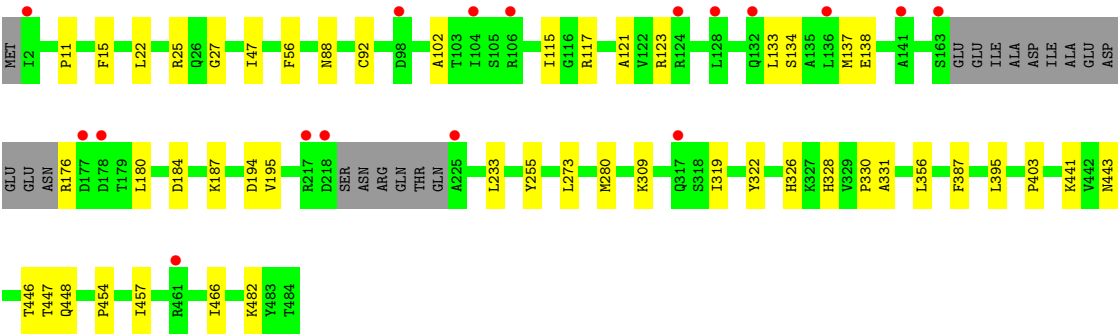 MET I2 P11 F15 L22 R25 Q26 G27 I47 F56 N88 C92 D98 A102 T103 I104 S105 R106 I115 G116 R117 A121 V122 R123 R124 L128 Q132 L133 S134 A135 L136 M137 E138 A141 S163 GLU GLU ILE ALA ASP ILE ALA GLU ASP
GLU GLU ASN R176 D177 D178 T179 L180 D184 K187 D194 V195 R217 D218 SER ASN ARG GLN THR GLN A225 L233 Y255 L273 M280 K309 Q317 S318 I319 Y322 H326 K327 H328 V329 P330 A331 L356 F387 L395 P403 K441 V442 N443
T446 T447 Q448 P454 I457 R461 I466 K482 Y483 T484